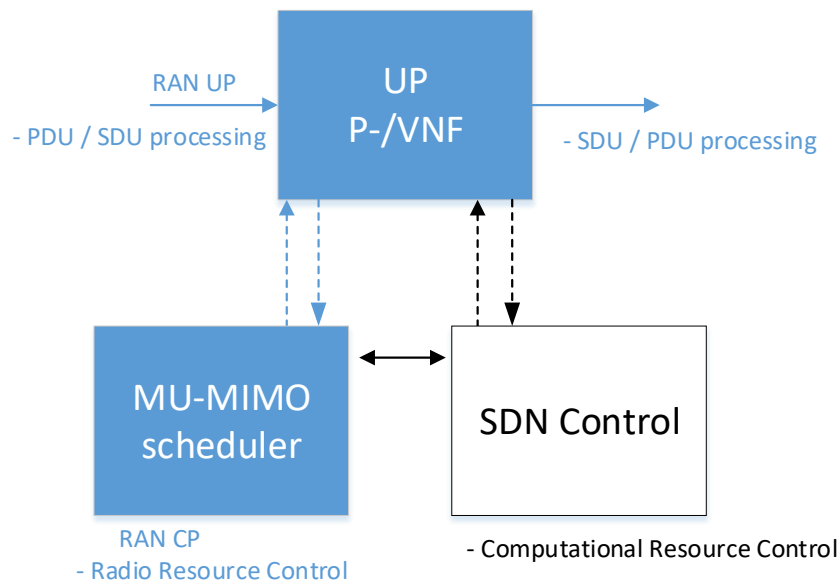 RAN UP
- PDU / SDU processing
UP
P-/VNF
- SDU / PDU processing
MU-MIMO
scheduler
SDN Control
RAN CP
- Radio Resource Control
- Computational Resource Control